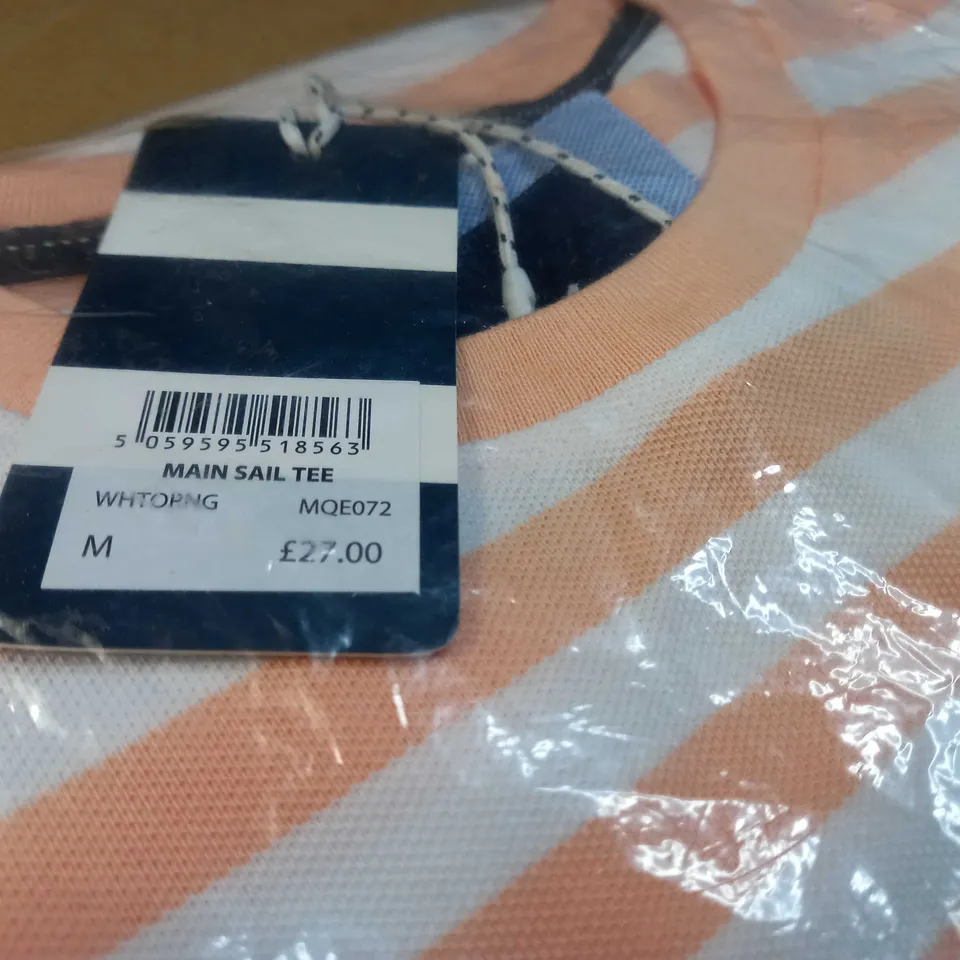 5 059595 518563
MAIN SAIL TEE
WHTORNG MQE072
M £27.00